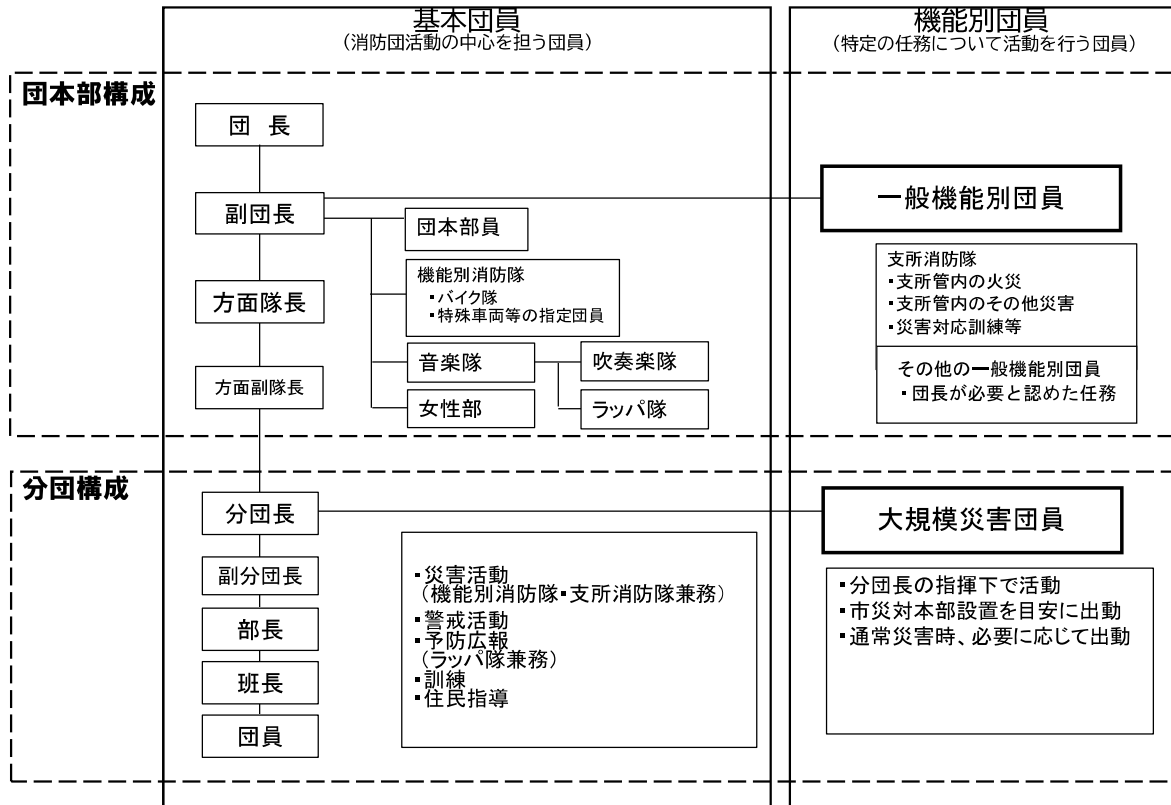 基本団員
（消防団活動の中心を担う団員）
機能別団員
（特定の任務について活動を行う団員）
団本部構成
団 長
副団長
方面隊長
方面副隊長
団本部員
機能別消防隊
・バイク隊
・特殊車両等の指定団員
音楽隊
吹奏楽隊
女性部
ラッパ隊
一般機能別団員
支所消防隊
・支所管内の火災
・支所管内のその他災害
・災害対応訓練等
その他の一般機能別団員
・団長が必要と認めた任務
分団構成
分団長
副分団長
部長
班長
団員
・災害活動
（機能別消防隊・支所消防隊兼務）
・警戒活動
・予防広報
（ラッパ隊兼務）
・訓練
・住民指導
大規模災害団員
・分団長の指揮下で活動
・市災対本部設置を目安に出動
・通常災害時、必要に応じて出動